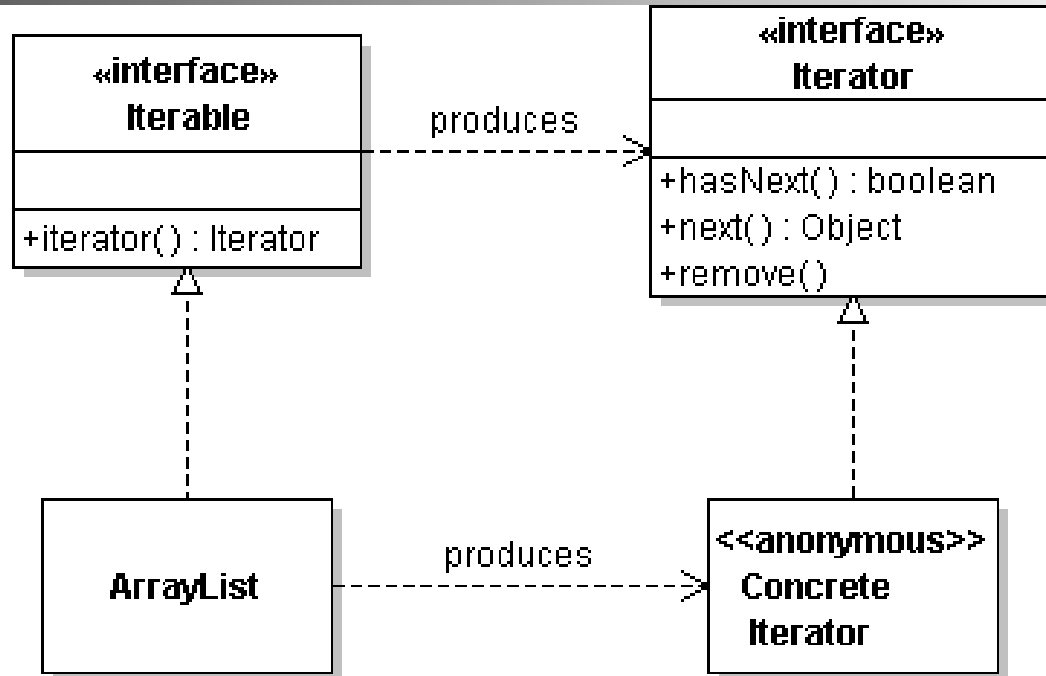 «interface»
Iterable
+iterator() : Iterator
produces
«interface»
Iterator
+hasNext() : boolean
+next() : Object
+remove()
ArrayList
produces
<<anonymous>>
Concrete
Iterator